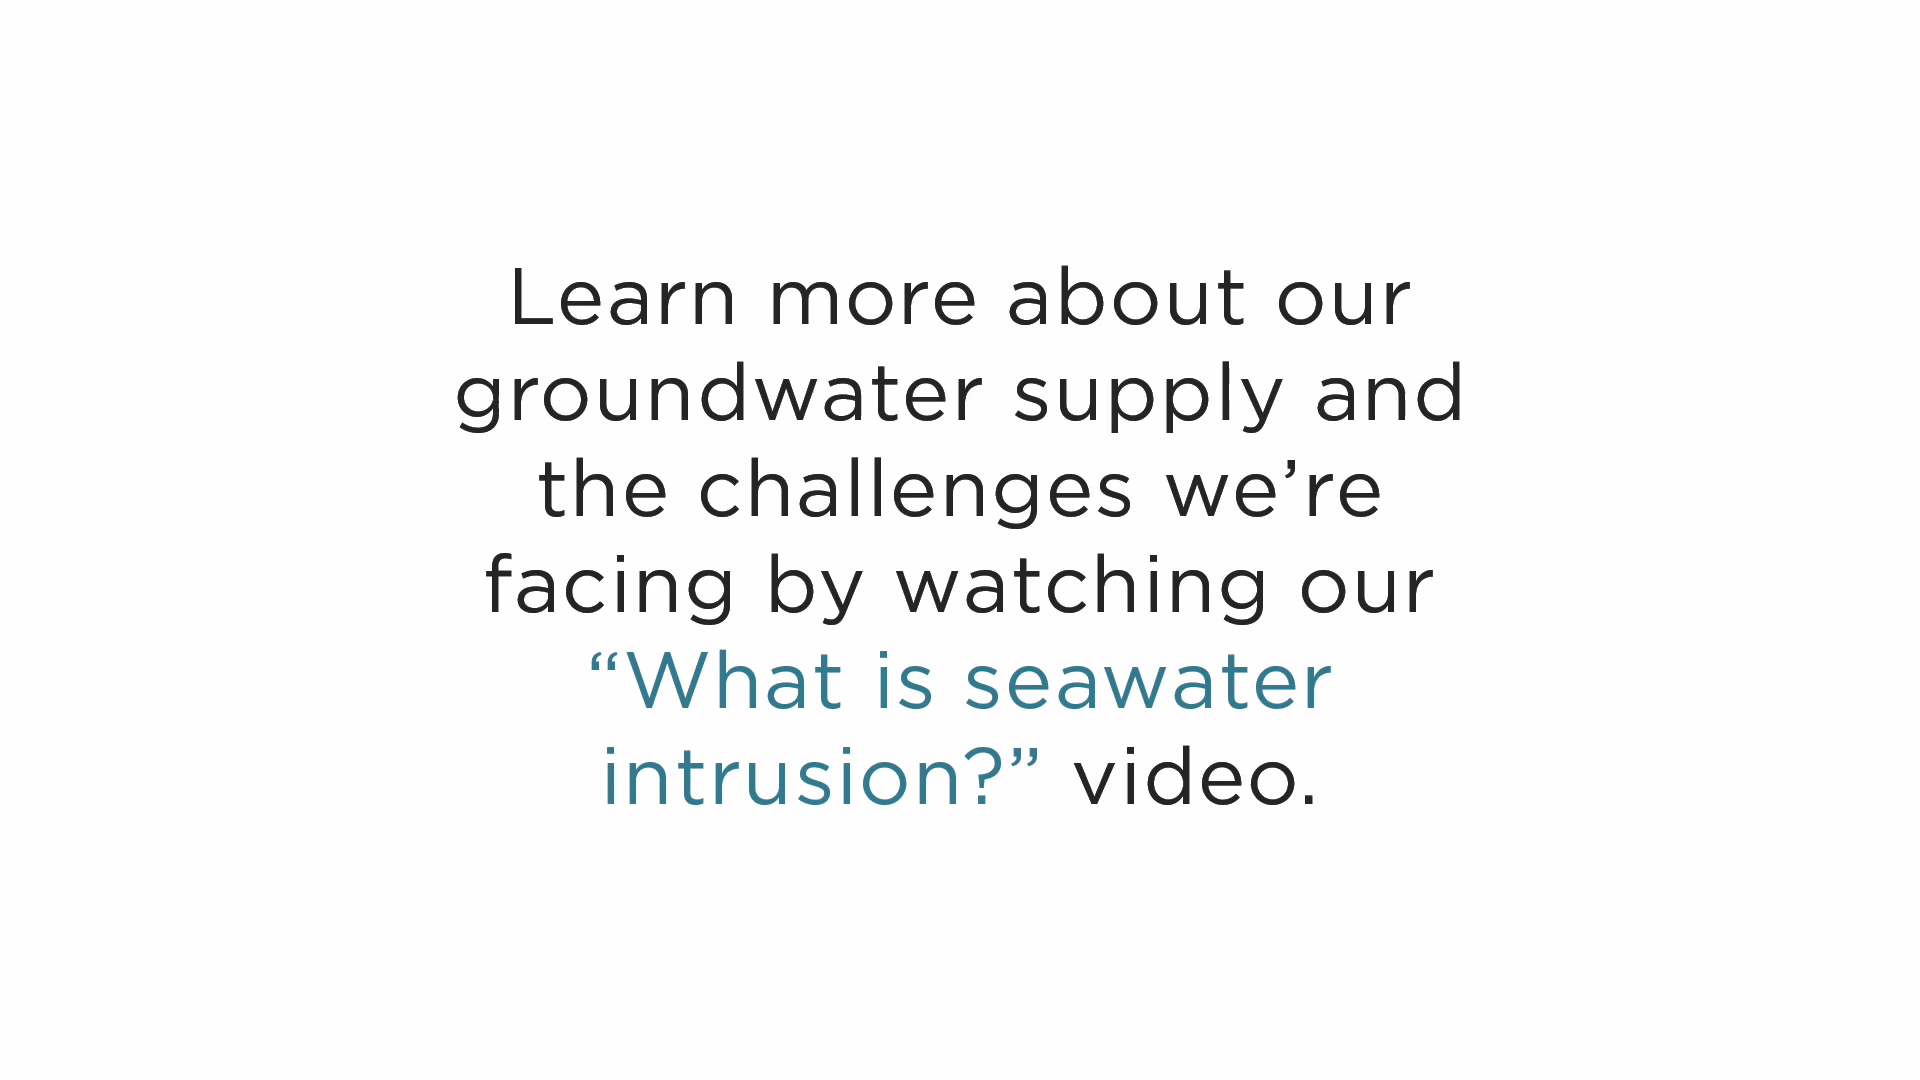 Learn more about our
groundwater supply and
the challenges we’re
facing by watching our
“What is seawater
intrusion?” video.